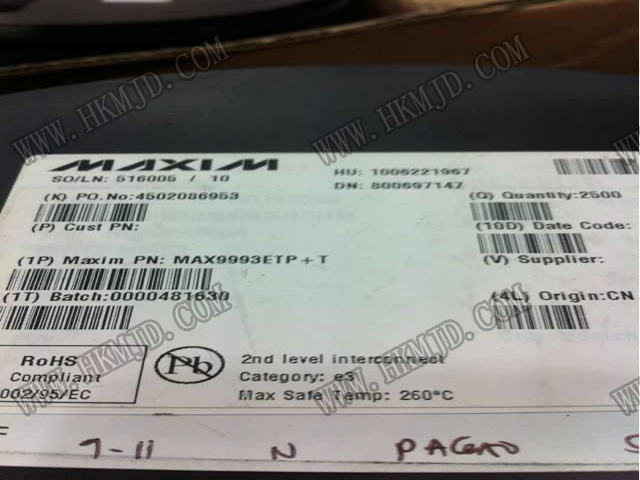 MAXIM
SO/LN: 516005 / 10
HU: 1006221967
DN: 800697147
(K) PO.No:4502086953
(Q) Quantity:2500
(P) Cust PN:
(10D) Date Code:
(1P) Maxim PN: MAX9993ETP+T
(V) Supplier:
(1T) Batch:0000481630
(4L) Origin:CN
RoHS
Compliant
002/95/EC
Pb
2nd level interconnect
Category: e3
Max Safe Temp: 260°C
9-11 N
WWW.HKMJD.COM
WWW.HKMJD.COM
WWW.HKMJD.COM
WWW.HKMJD.COM